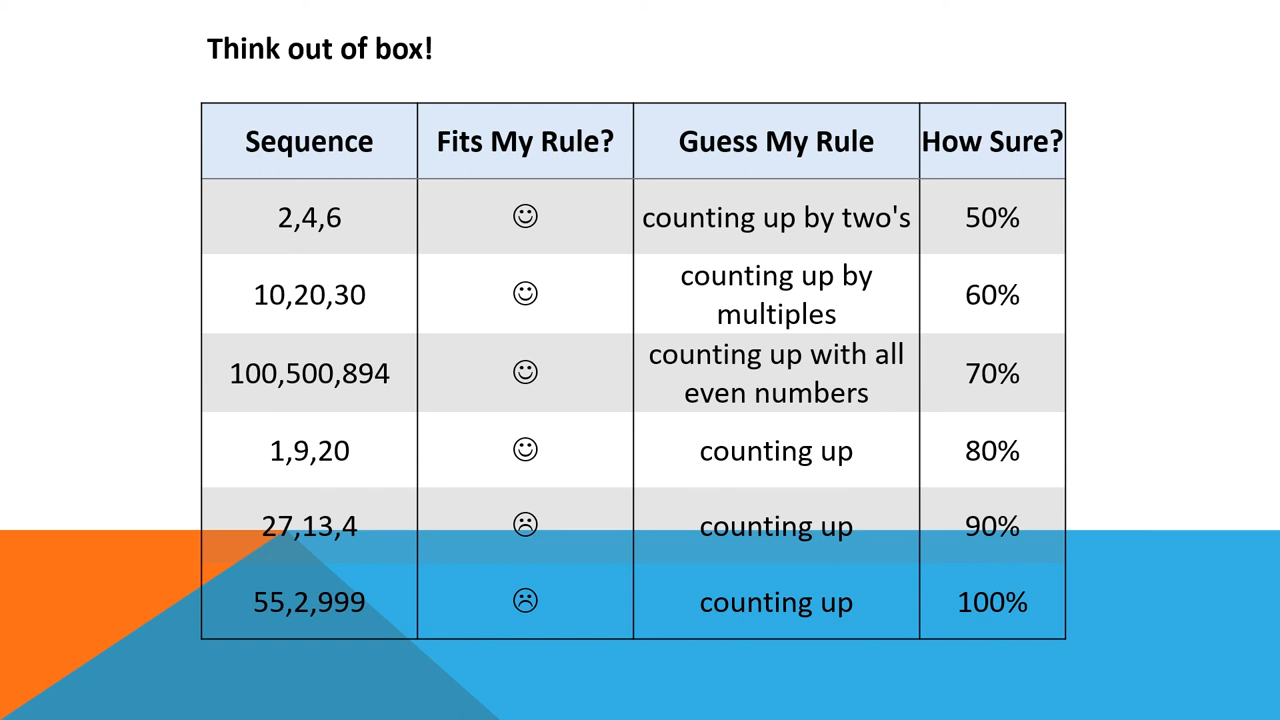 Think out of box!
Sequence Fits My Rule? Guess My Rule How Sure?
2,4,6 ☺ counting up by two's 50%
10,20,30 ☺ counting up by
multiples 60%
100,500,894 ☺ counting up with all
even numbers 70%
1,9,20 ☺ counting up 80%
27,13,4 ☹ counting up 90%
55,2,999 ☹ counting up 100%